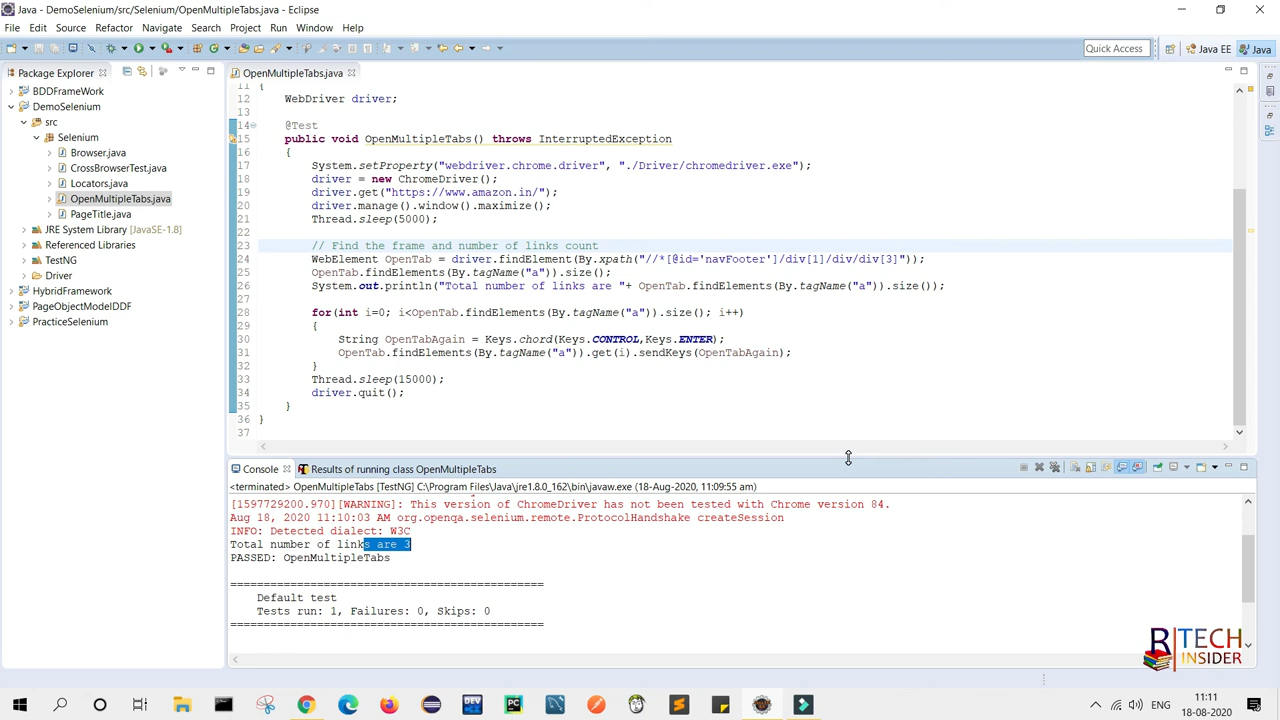 Java - DemoSelenium/src/Selenium/OpenMultipleTabs.java - Eclipse
File Edit Source Refactor Navigate Search Project Run Window Help
Quick Access
Java EE
Java
Package Explorer
BDDFrameWork
DemoSelenium
src
Selenium
Browser.java
CrossBrowserTest.java
Locators.java
OpenMultipleTabs.java
PageTitle.java
JRE System Library [JavaSE-1.8]
Referenced Libraries
TestNG
Driver
HybridFramework
PageObjectModelDDF
PracticeSelenium
OpenMultipleTabs.java
11 {
12 WebDriver driver;
13
14 @Test
15 public void OpenMultipleTabs() throws InterruptedException
16 {
17 System.setProperty("webdriver.chrome.driver", "./Driver/chromedriver.exe");
18 driver = new ChromeDriver();
19 driver.get("https://www.amazon.in/");
20 driver.manage().window().maximize();
21 Thread.sleep(5000);
22
23 // Find the frame and number of links count
24 WebElement OpenTab = driver.findElement(By.xpath("//*[@id='navFooter']/div[1]/div/div[3]"));
25 OpenTab.findElements(By.tagName("a")).size();
26 System.out.println("Total number of links are "+ OpenTab.findElements(By.tagName("a")).size());
27
28 for(int i=0; i<OpenTab.findElements(By.tagName("a")).size(); i++)
29 {
30 String OpenTabAgain = Keys.chord(Keys.CONTROL,Keys.ENTER);
31 OpenTab.findElements(By.tagName("a")).get(i).sendKeys(OpenTabAgain);
32 }
33 Thread.sleep(15000);
34 driver.quit();
35 }
36 }
37
Console Results of running class OpenMultipleTabs
<terminated> OpenMultipleTabs [TestNG] C:\Program Files\Java\jre1.8.0_162\bin\javaw.exe (18-Aug-2020, 11:09:55 am)
[1597729200.970][WARNING]: This version of ChromeDriver has not been tested with Chrome version 84.
Aug 18, 2020 11:10:03 AM org.openqa.selenium.remote.ProtocolHandshake createSession
INFO: Detected dialect: W3C
Total number of links are 3
PASSED: OpenMultipleTabs
===============================================
Default test
Tests run: 1, Failures: 0, Skips: 0
===============================================
R TECH
INSIDER
DEV
PC
ENG
11:11
18-08-2020